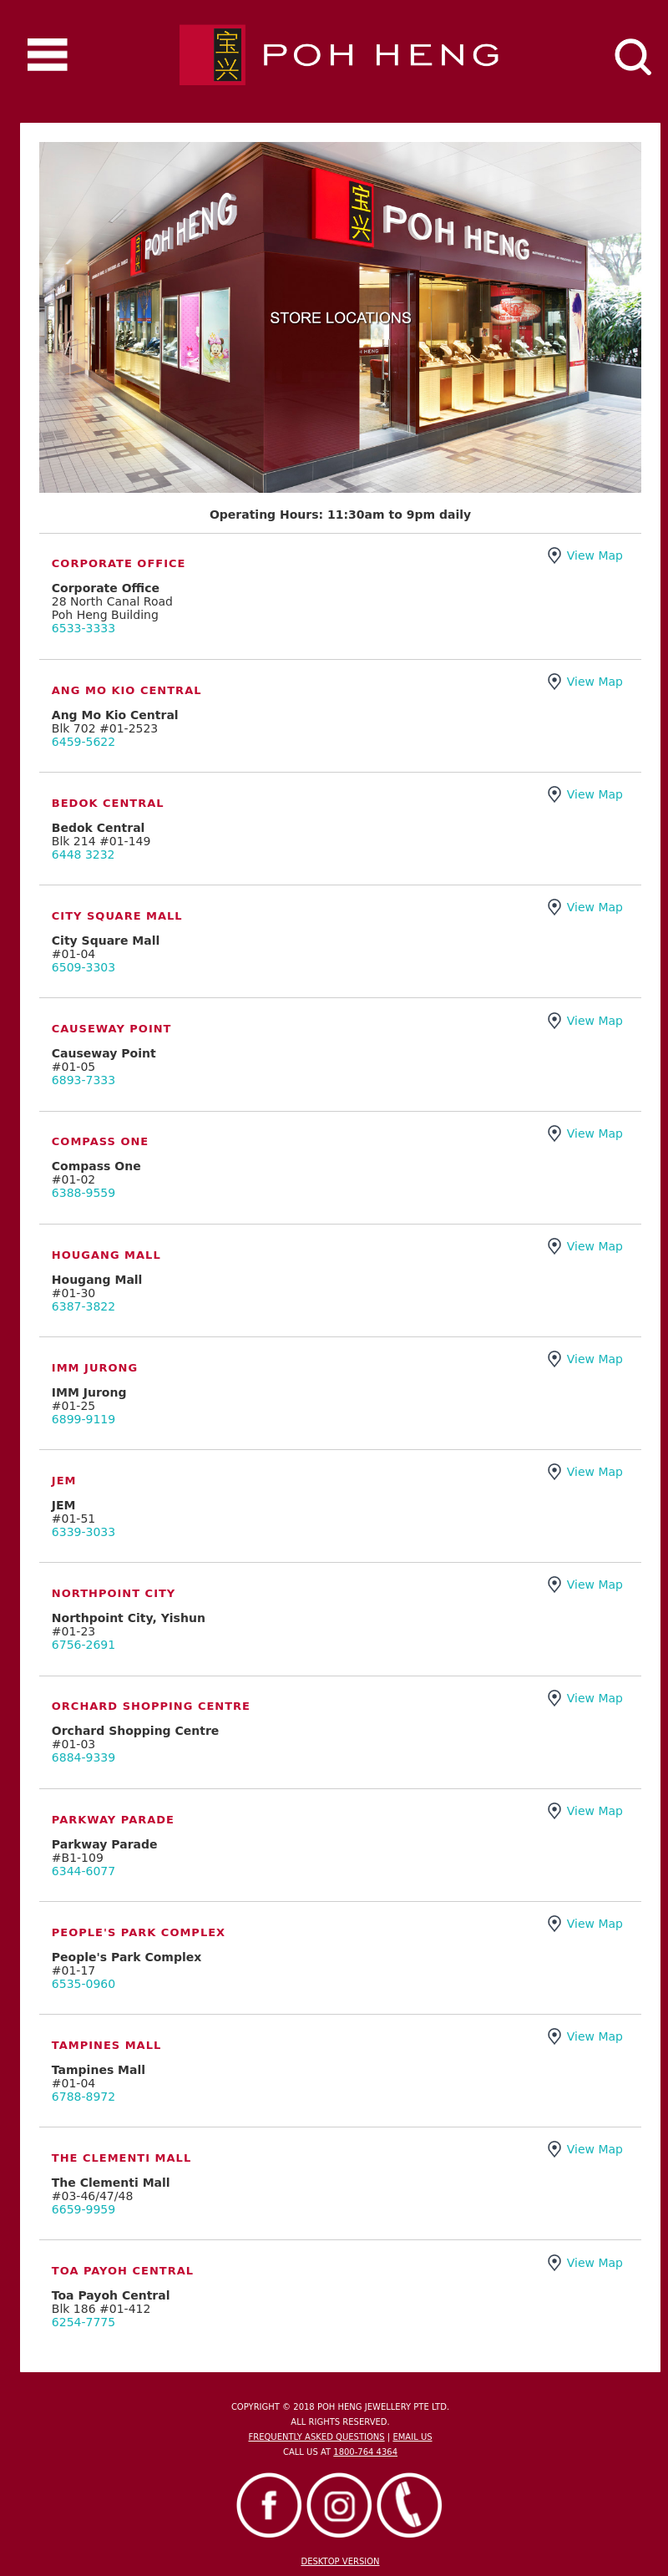 宝兴 POH HENG
宝兴 POH HENG
宝兴 POH HENG
STORE LOCATIONS
Operating Hours: 11:30am to 9pm daily
View Map
CORPORATE OFFICE
Corporate Office
28 North Canal Road
Poh Heng Building
6533-3333
View Map
ANG MO KIO CENTRAL
Ang Mo Kio Central
Blk 702 #01-2523
6459-5622
View Map
BEDOK CENTRAL
Bedok Central
Blk 214 #01-149
6448 3232
View Map
CITY SQUARE MALL
City Square Mall
#01-04
6509-3303
View Map
CAUSEWAY POINT
Causeway Point
#01-05
6893-7333
View Map
COMPASS ONE
Compass One
#01-02
6388-9559
View Map
HOUGANG MALL
Hougang Mall
#01-30
6387-3822
View Map
IMM JURONG
IMM Jurong
#01-25
6899-9119
View Map
JEM
JEM
#01-51
6339-3033
View Map
NORTHPOINT CITY
Northpoint City, Yishun
#01-23
6756-2691
View Map
ORCHARD SHOPPING CENTRE
Orchard Shopping Centre
#01-03
6884-9339
View Map
PARKWAY PARADE
Parkway Parade
#B1-109
6344-6077
View Map
PEOPLE'S PARK COMPLEX
People's Park Complex
#01-17
6535-0960
View Map
TAMPINES MALL
Tampines Mall
#01-04
6788-8972
View Map
THE CLEMENTI MALL
The Clementi Mall
#03-46/47/48
6659-9959
View Map
TOA PAYOH CENTRAL
Toa Payoh Central
Blk 186 #01-412
6254-7775
COPYRIGHT © 2018 POH HENG JEWELLERY PTE LTD.
ALL RIGHTS RESERVED.
FREQUENTLY ASKED QUESTIONS | EMAIL US
CALL US AT 1800-764 4364
DESKTOP VERSION